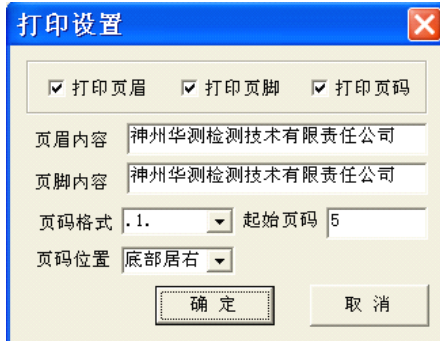 打印设置
打印页眉 打印页脚 打印页码
页眉内容 神州华测检测技术有限责任公司
页脚内容 神州华测检测技术有限责任公司
页码格式 .1. 起始页码 5
页码位置 底部居右
确 定 取 消